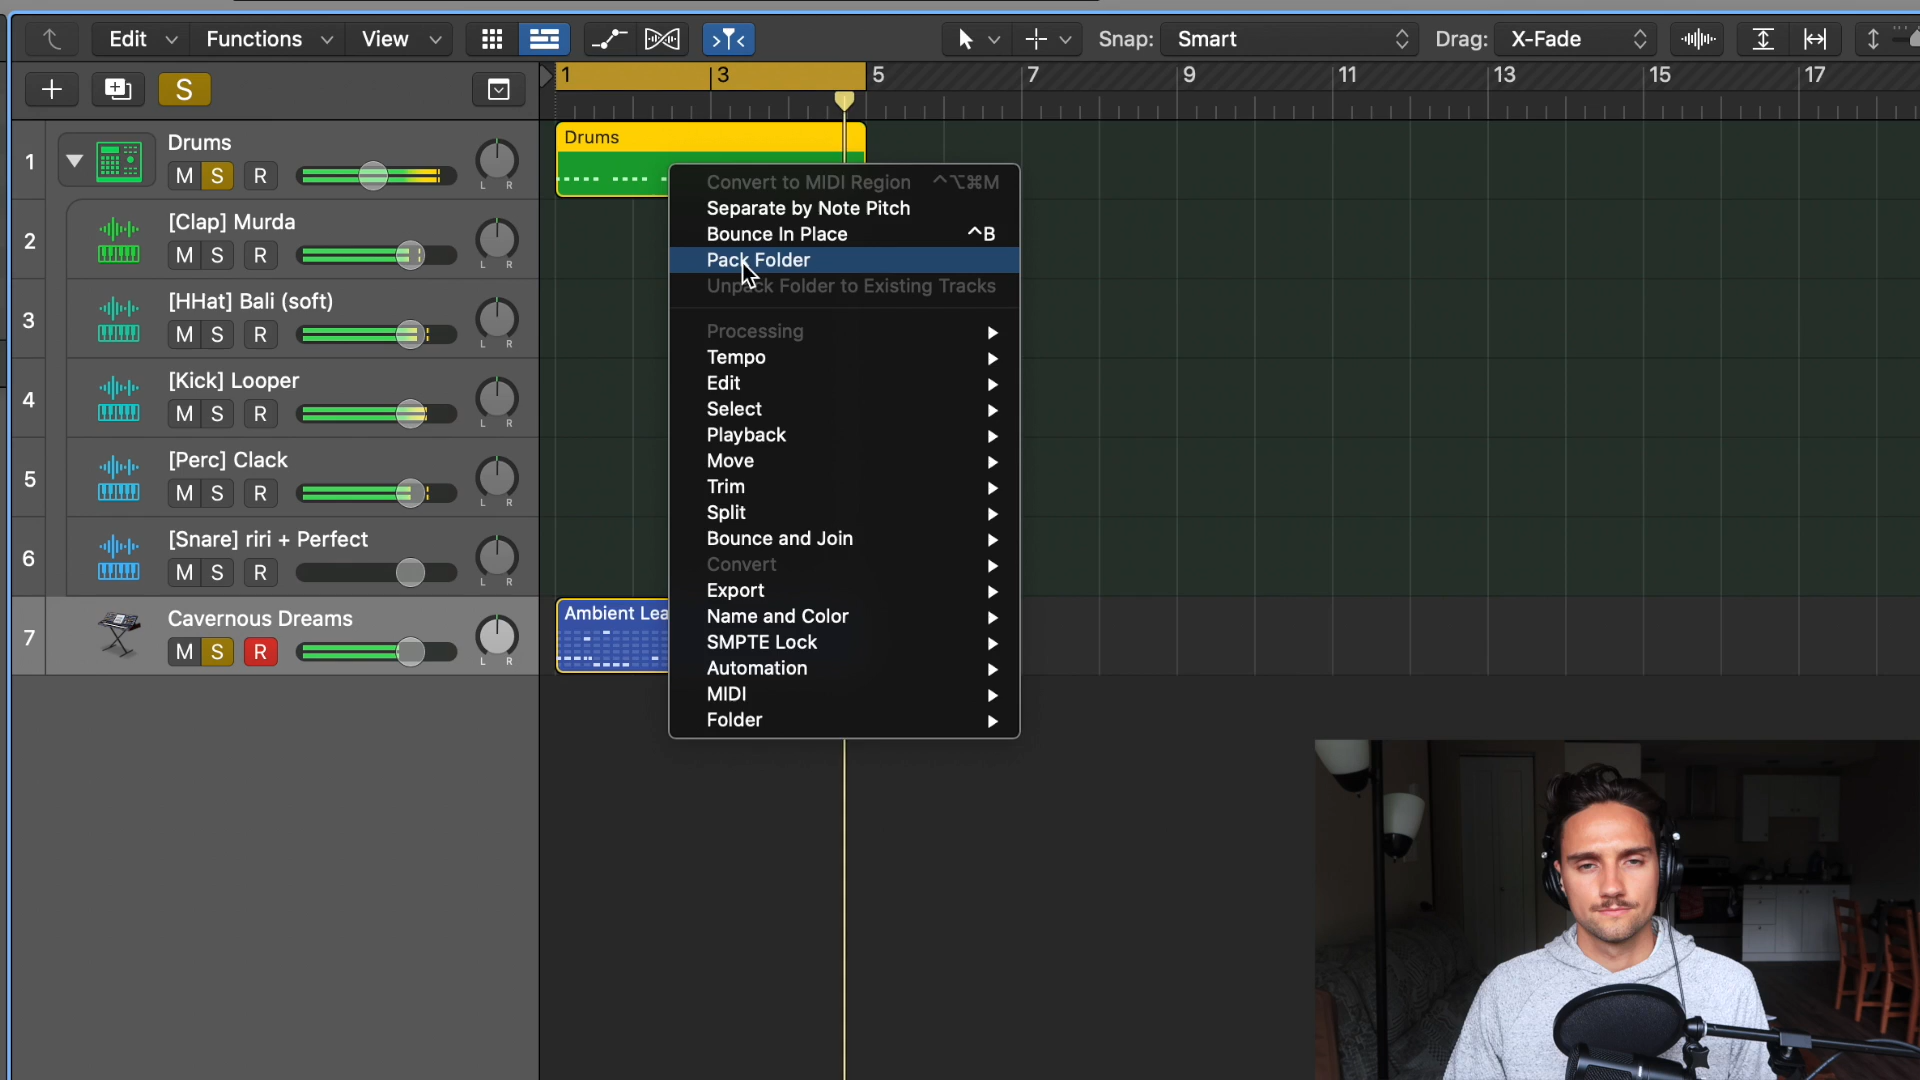 Edit Functions View Snap: Smart Drag: X-Fade
S
1 3 5 7 9 11 13 15 17
1 Drums
M S R
L R
2 [Clap] Murda
M S R
L R
3 [HHat] Bali (soft)
M S R
L R
4 [Kick] Looper
M S R
L R
5 [Perc] Clack
M S R
L R
6 [Snare] riri + Perfect
M S R
L R
7 Cavernous Dreams
M S R
L R
Drums
Ambient Lea
Convert to MIDI Region ^⌥⌘M
Separate by Note Pitch
Bounce In Place ^B
Pack Folder
Unpack Folder to Existing Tracks
Processing
Tempo
Edit
Select
Playback
Move
Trim
Split
Bounce and Join
Convert
Export
Name and Color
SMPTE Lock
Automation
MIDI
Folder